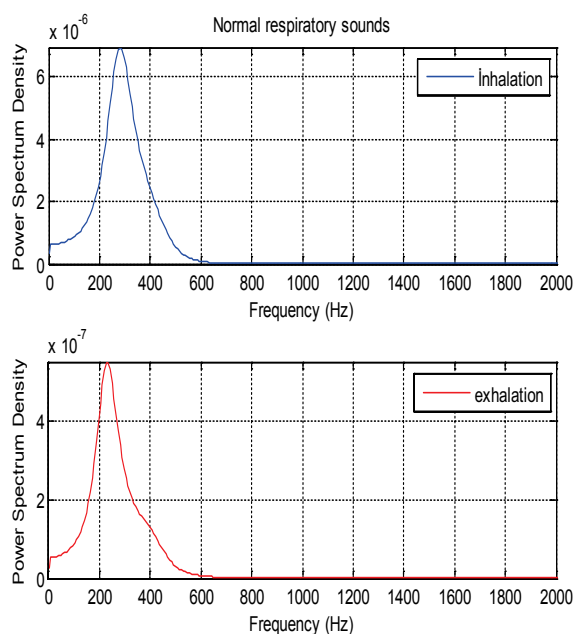 Normal respiratory sounds
x 10^-6
İnhalation
Power Spectrum Density
6
4
2
0
0 200 400 600 800 1000 1200 1400 1600 1800 2000
Frequency (Hz)
x 10^-7
exhalation
Power Spectrum Density
4
2
0
0 200 400 600 800 1000 1200 1400 1600 1800 2000
Frequency (Hz)